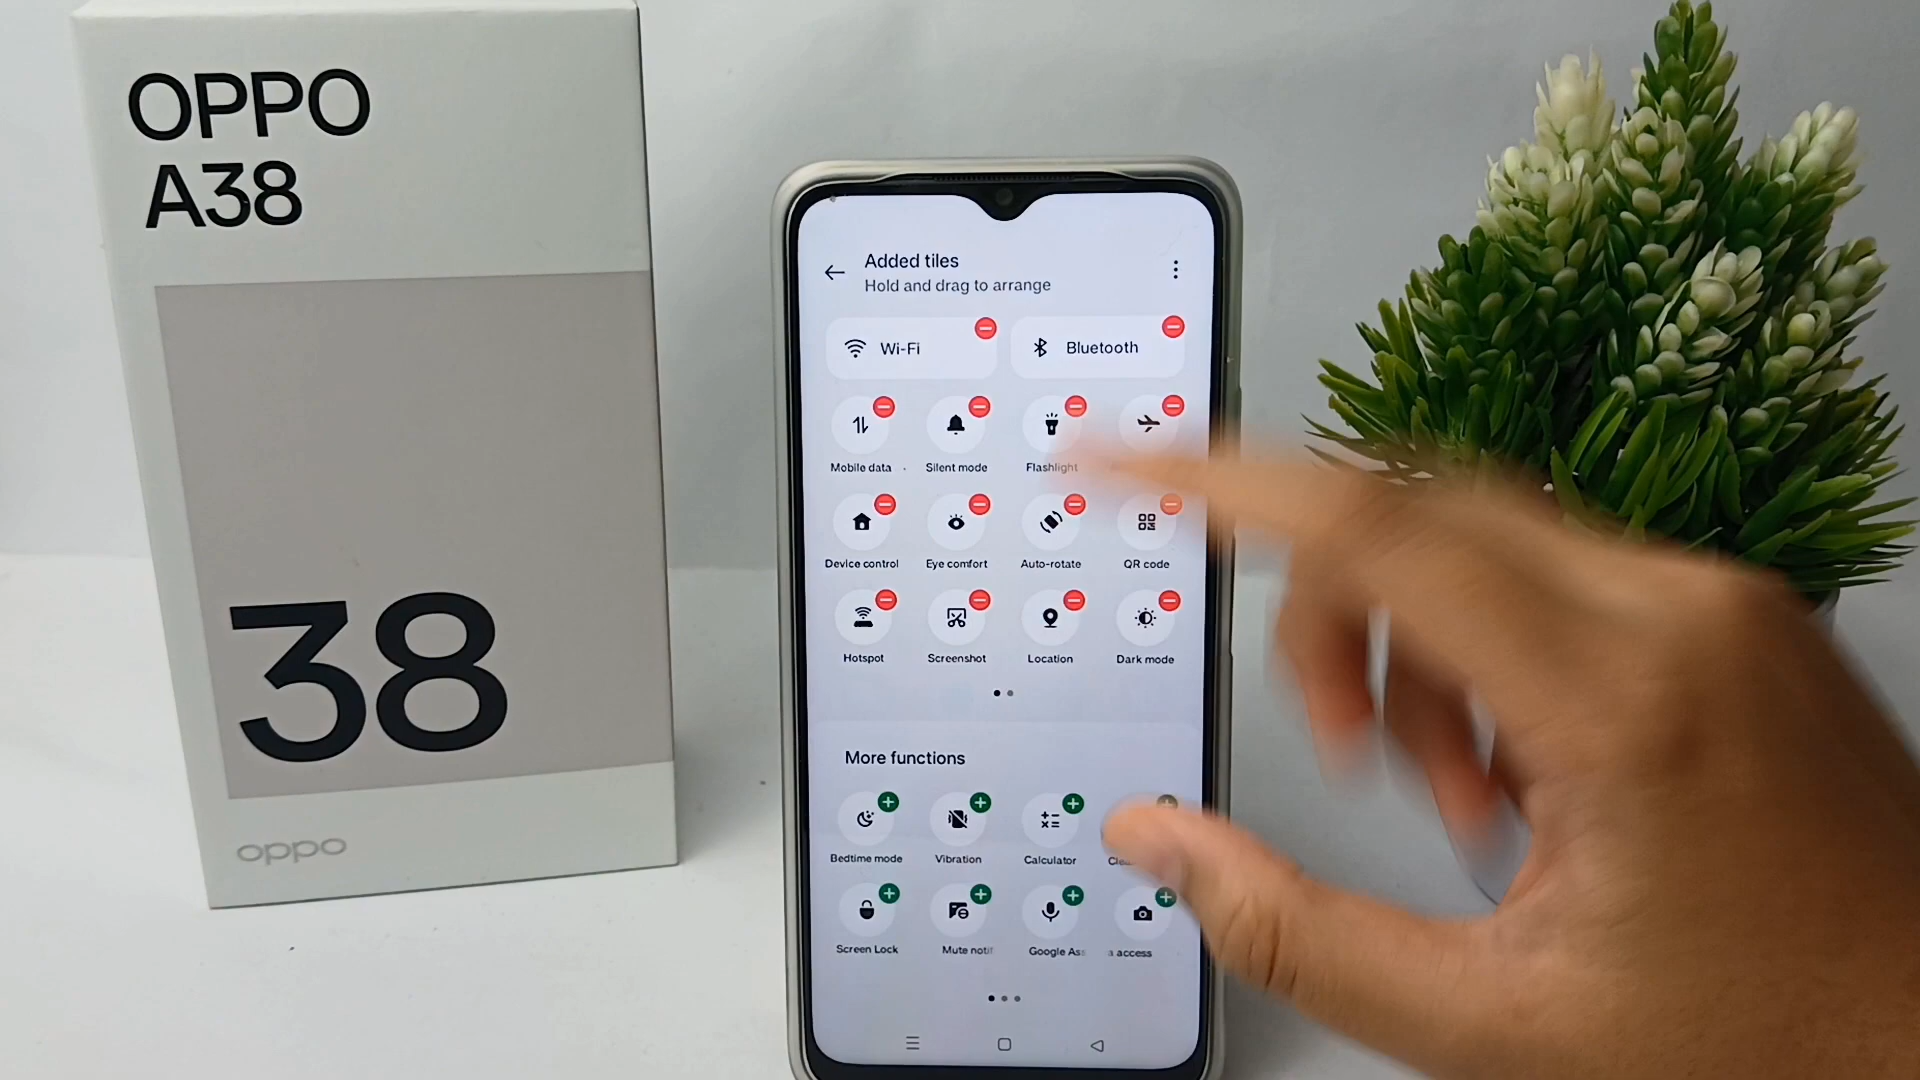 OPPO
A38
38
oppo
Added tiles
Hold and drag to arrange
Wi-Fi
Bluetooth
Mobile data
Silent mode
Flashlight
Device control
Eye comfort
Auto-rotate
QR code
Hotspot
Screenshot
Location
Dark mode
More functions
Bedtime mode
Vibration
Calculator
Screen Lock
Mute notif
Google Ass
a access